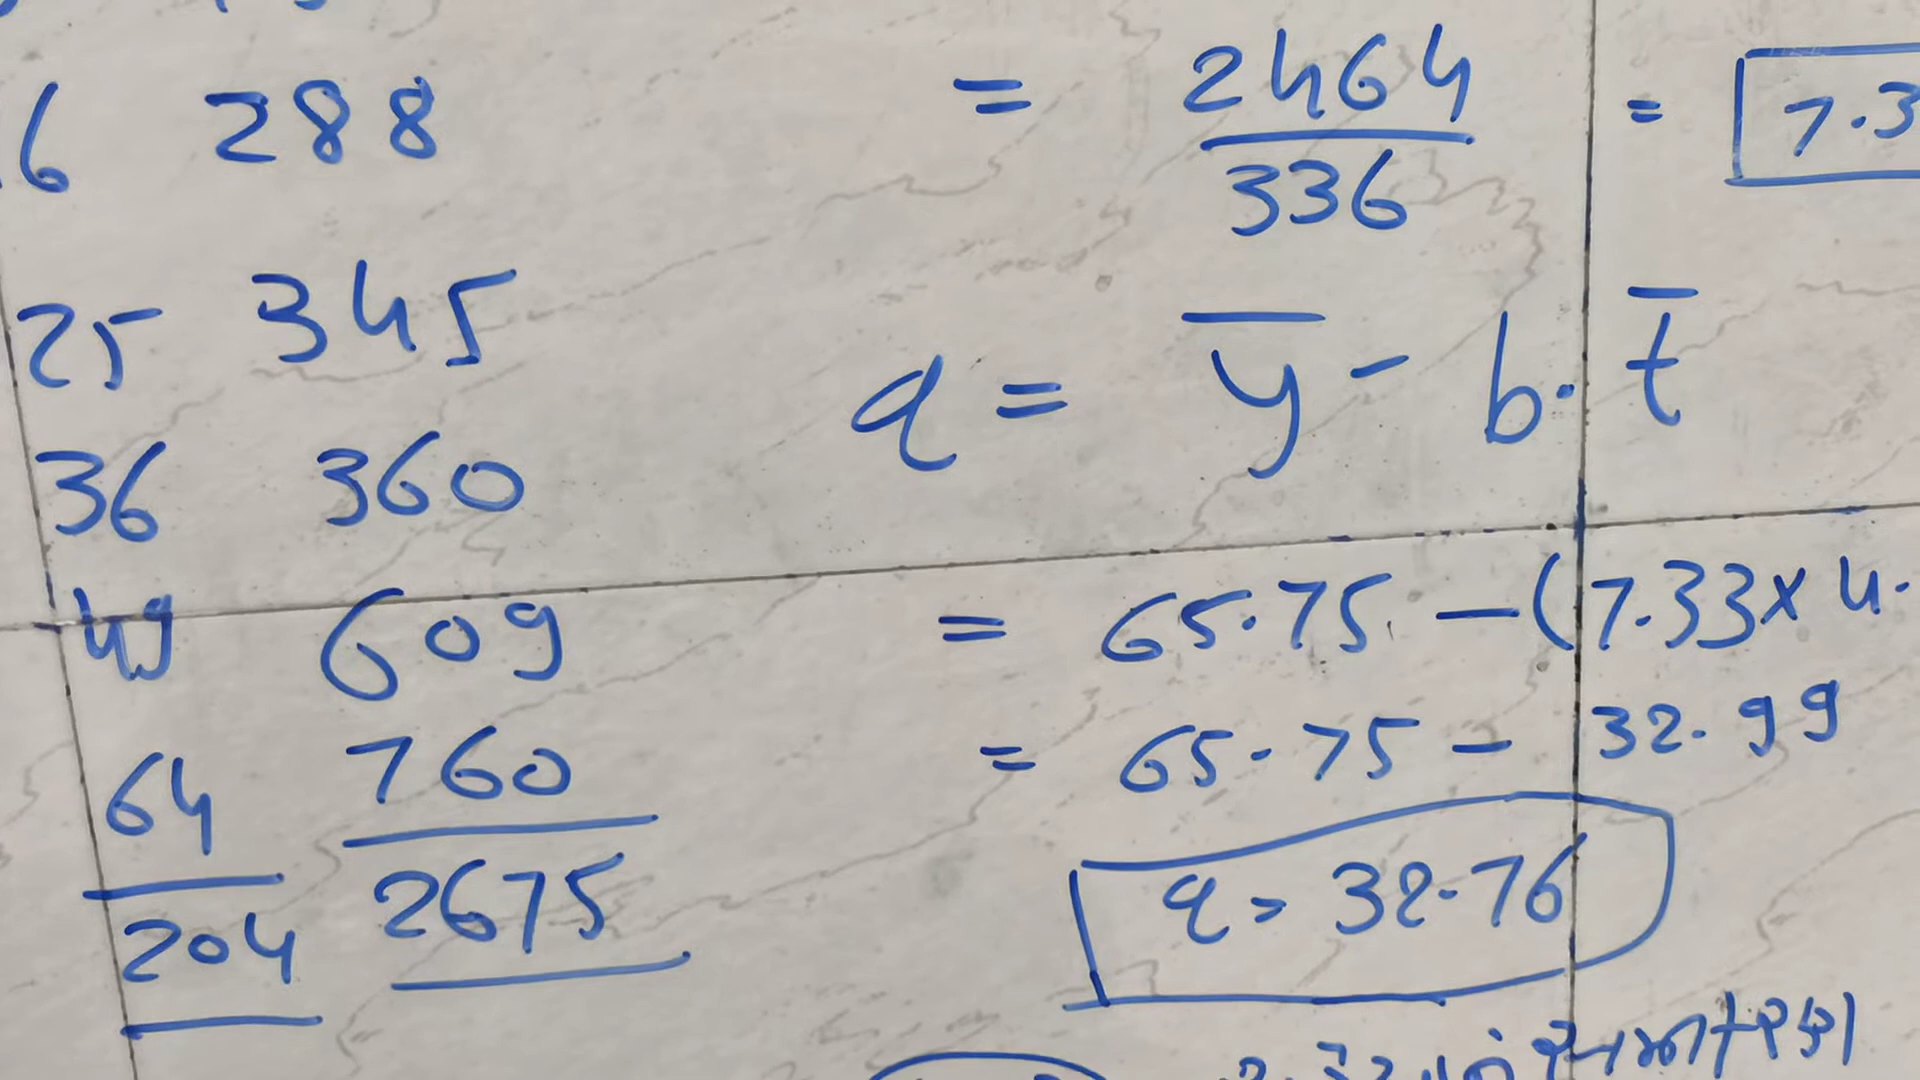 6 288 = 2464 / 336 = 7.3
25 345
a = y̅ - b. t̅
36 360
49 609 = 65.75 - (7.33 x 4.
64 760 = 65.75 - 32.99
204 2675
a = 32.76